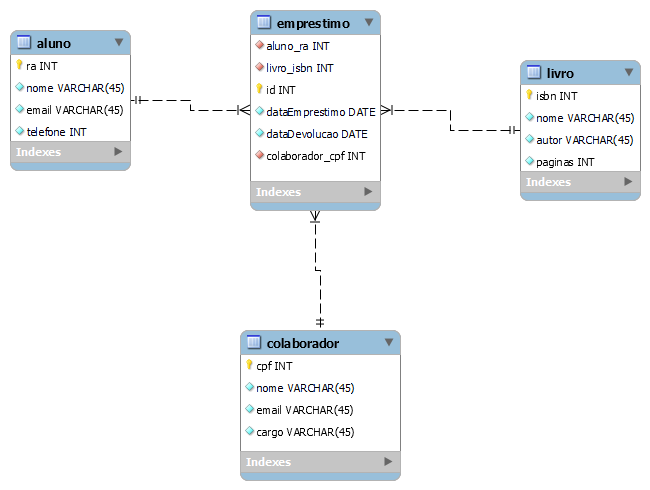 aluno
ra INT
nome VARCHAR(45)
email VARCHAR(45)
telefone INT
Indexes
emprestimo
aluno_ra INT
livro_isbn INT
id INT
dataEmprestimo DATE
dataDevolucao DATE
colaborador_cpf INT
Indexes
livro
isbn INT
nome VARCHAR(45)
autor VARCHAR(45)
paginas INT
Indexes
colaborador
cpf INT
nome VARCHAR(45)
email VARCHAR(45)
cargo VARCHAR(45)
Indexes